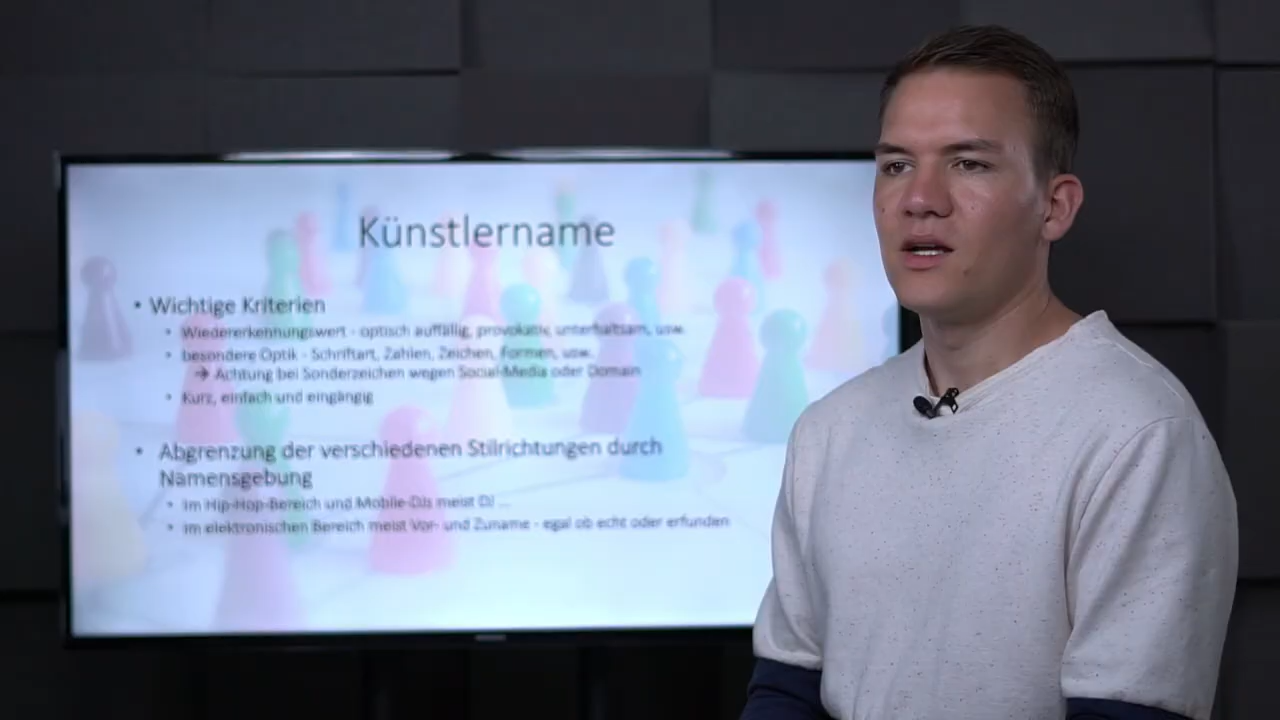 Künstlername
• Wichtige Kriterien
• Wiedererkennungswert - optisch auffällig, provokativ, unterhaltsam, usw.
• besondere Optik - Schriftart, Zahlen, Zeichen, Formen, usw.
➔ Achtung bei Sonderzeichen wegen Social-Media oder Domain
• Kurz, einfach und eingängig
• Abgrenzung der verschiedenen Stilrichtungen durch
Namensgebung
• Im Hip-Hop-Bereich und Mobile-DJs meist DJ ...
• Im elektronischen Bereich meist Vor- und Zuname - egal ob echt oder erfunden